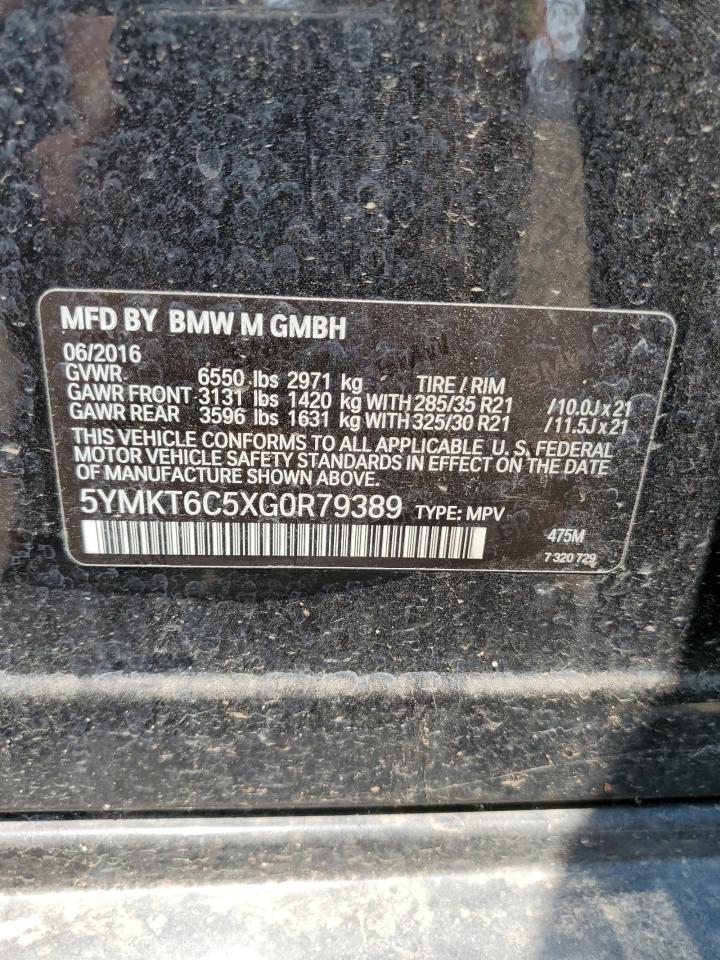 MFD BY BMW M GMBH
06/2016
GVWR 6550 lbs 2971 kg TIRE / RIM
GAWR FRONT 3131 lbs 1420 kg WITH 285/35 R21 /10.0J x 21
GAWR REAR 3596 lbs 1631 kg WITH 325/30 R21 /11.5J x 21
THIS VEHICLE CONFORMS TO ALL APPLICABLE U.S. FEDERAL
MOTOR VEHICLE SAFETY STANDARDS IN EFFECT ON THE DATE
OF MANUFACTURE SHOWN ABOVE.
5YMKT6C5XG0R79389 TYPE: MPV
475M
7 320 729